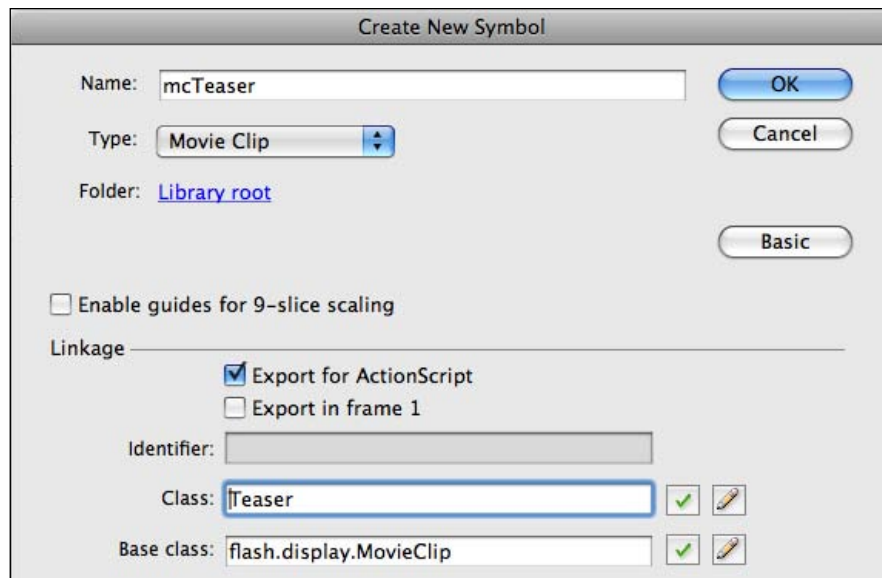 Create New Symbol
Name: mcTeaser
OK
Type: Movie Clip
Cancel
Folder: Library root
Basic
Enable guides for 9-slice scaling
Linkage
Export for ActionScript
Export in frame 1
Identifier:
Class: Teaser
Base class: flash.display.MovieClip